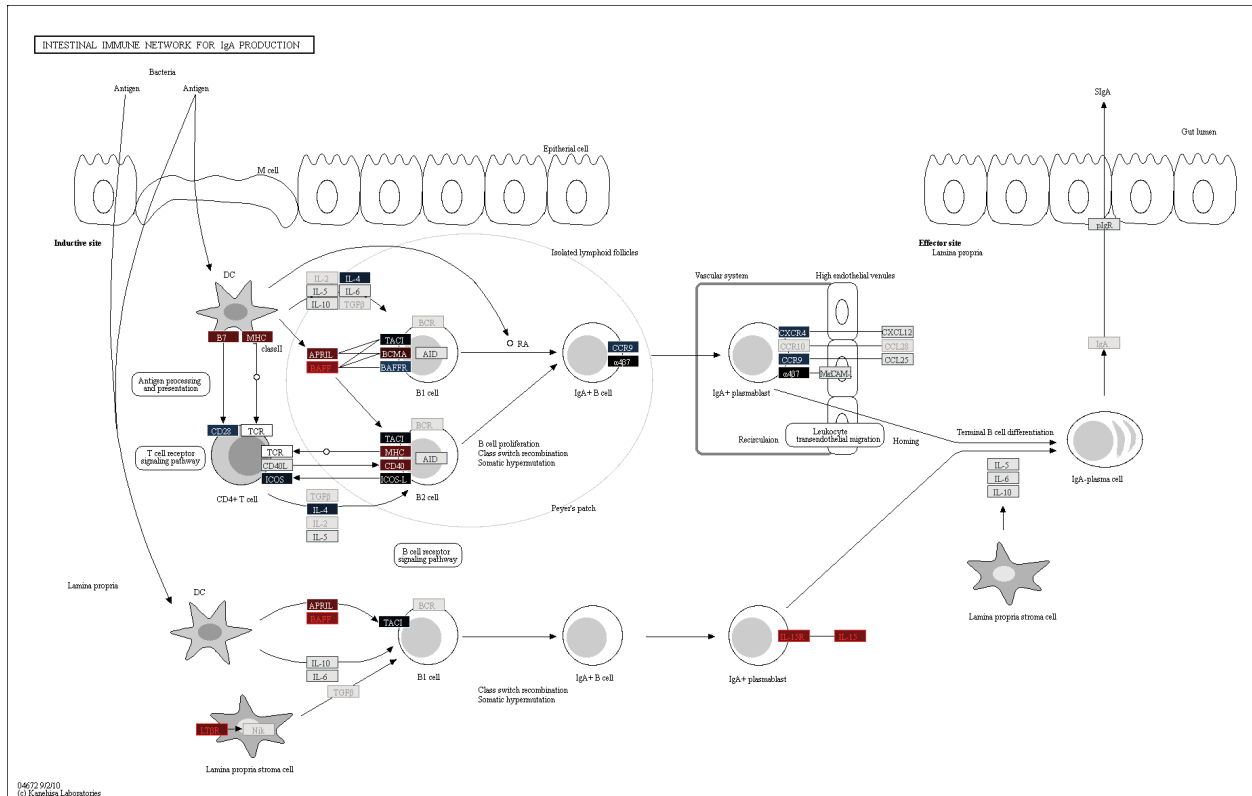 INTESTINAL IMMUNE NETWORK FOR IgA PRODUCTION
Bacteria
Antigen
Antigen
SIgA
Gut lumen
Epitherial cell
M cell
pIgR
Inductive site
Effector site
Lamina propria
Isolated lymphoid follicles
Vascular system
High endothelial venules
DC
IL-2
IL-4
IL-5
IL-6
IL-10
TGFβ
B7
MHC
classII
BCR
TACI
APRIL
BCMA
AID
BAFF
BAFFR
B1 cell
RA
CCR9
α4β7
IgA+ B cell
CXCR4
CXCL12
CCR10
CCL28
CCR9
CCL25
α4β7
IgA+ plasmablast
IgA
Antigen processing
and presentation
CD28
TCR
T cell receptor
signaling pathway
TCR
CD40L
ICOS
CD4+ T cell
BCR
TACI
MHC
CD40
AID
ICOS-L
B2 cell
B cell proliferation
Class switch recombination
Somatic hypermutation
Recirculaion
Leukocyte
transendothelial migration
Homing
Terminal B cell differentiation
IgA-plasma cell
IL-5
IL-6
IL-10
TGFβ
IL-4
IL-2
IL-5
Peyer's patch
B cell receptor
signaling pathway
Lamina propria
DC
APRIL
BAFF
TACI
BCR
IL-10
IL-6
B1 cell
TGFβ
IgA+ B cell
IL-15R
IL-15
IgA+ plasmablast
Lamina propria stroma cell
Class switch recombination
Somatic hypermutation
Nik
Lamina propria stroma cell
04672 9/2/10
(c) Kanehisa Laboratories